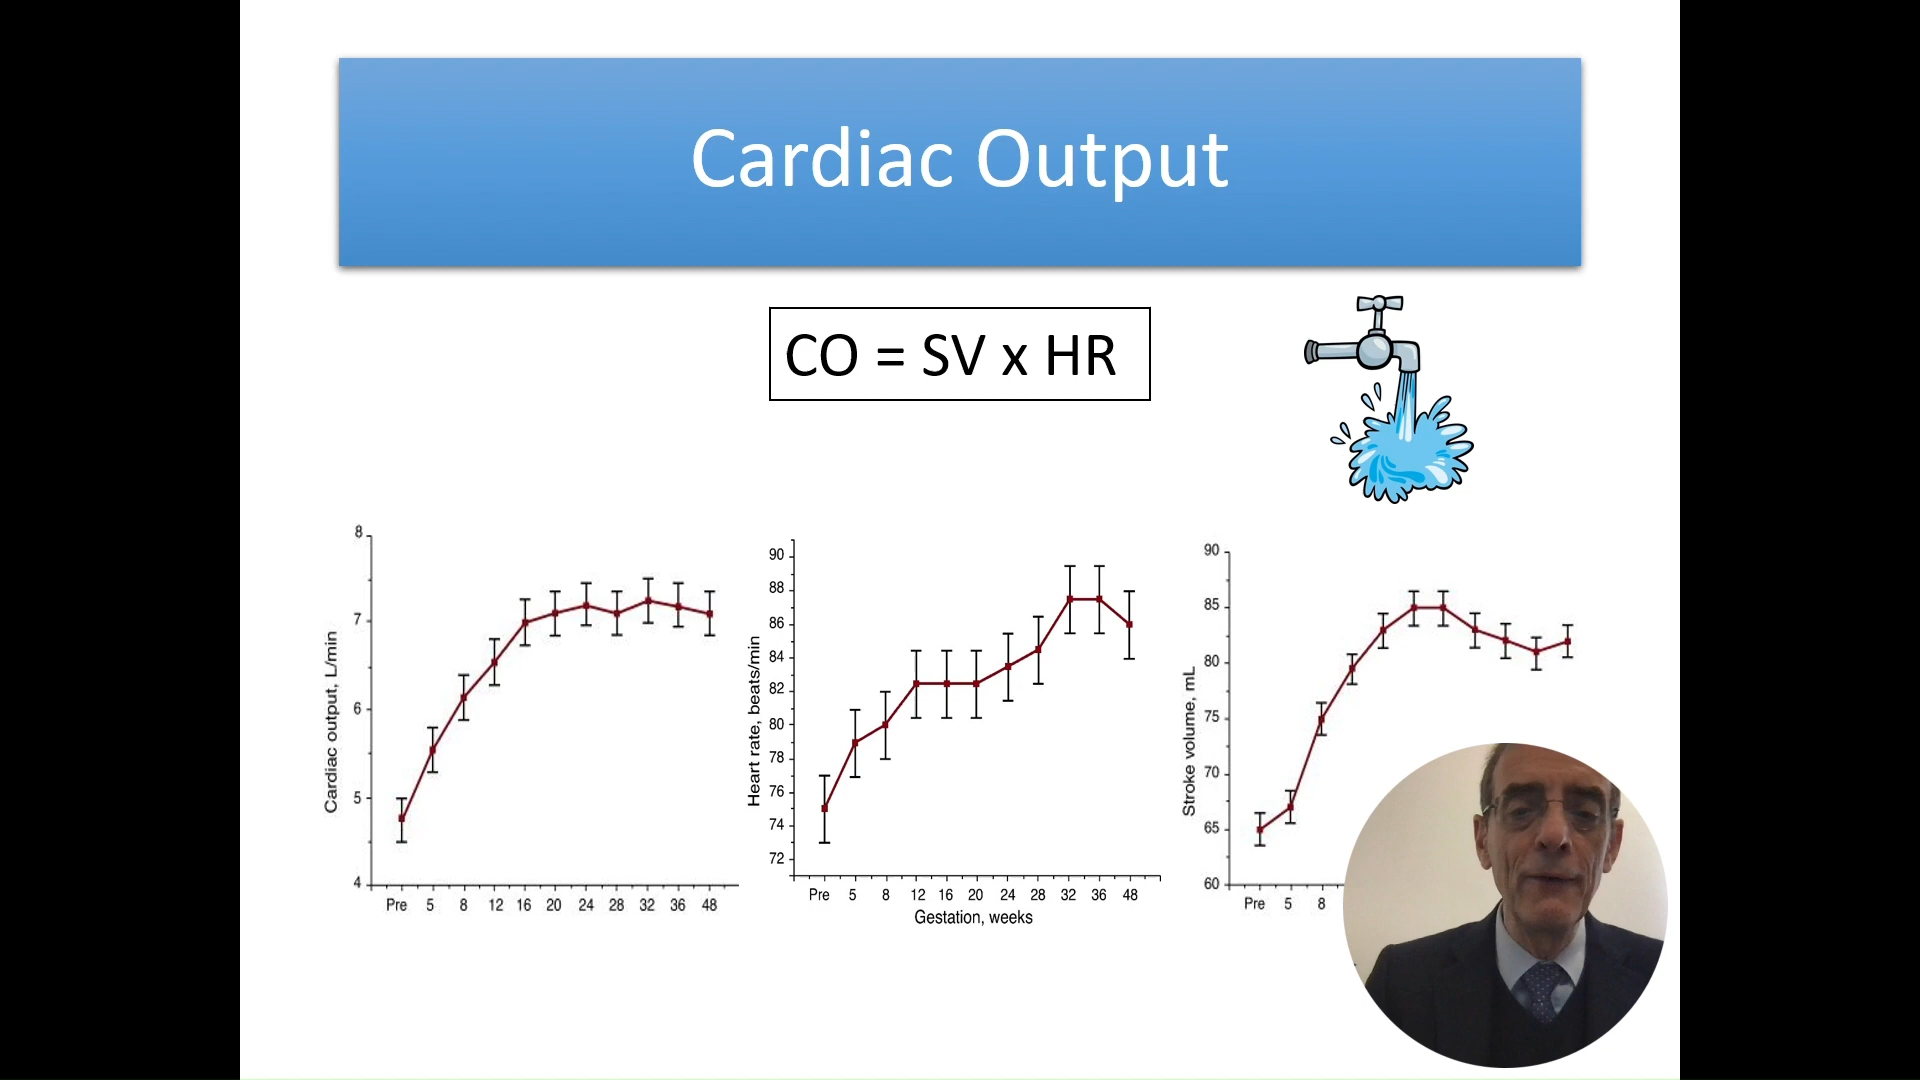 Cardiac Output
CO = SV x HR
Cardiac output, L/min
8
7
6
5
4
Pre 5 8 12 16 20 24 28 32 36 48
Heart rate, beats/min
90
88
86
84
82
80
78
76
74
72
Pre 5 8 12 16 20 24 28 32 36 48
Gestation, weeks
Stroke volume, mL
90
85
80
75
70
65
60
Pre 5 8